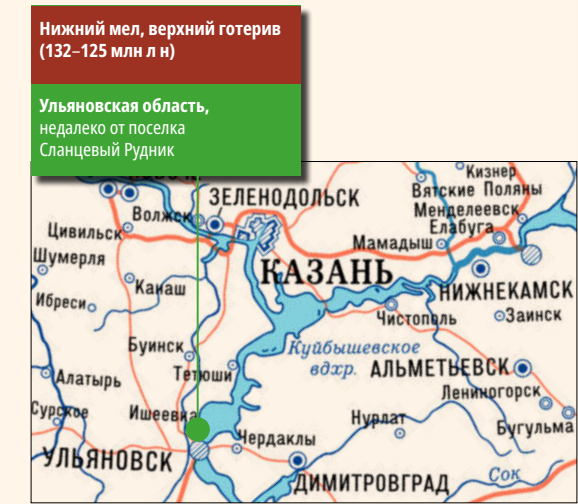 Нижний мел, верхний готерив
(132–125 млн л н)
Ульяновская область,
недалеко от поселка
Сланцевый Рудник
Кизнер
Вятские Поляны
ЗЕЛЕНОДОЛЬСК
Менделеевск
Волжск
Елабуга
Цивильск
Мамадыш
Шумерля
КАЗАНЬ
Канаш
НИЖНЕКАМСК
Ибреси
Чистополь
Заинск
Буинск
Куйбышевское
вдхр.
АЛЬМЕТЬЕВСК
Тетюши
Алатырь
Лениногорск
Сурское
Ишеевка
Нурлат
Бугульма
Чердаклы
УЛЬЯНОВСК
Сок
ДИМИТРОВГРАД